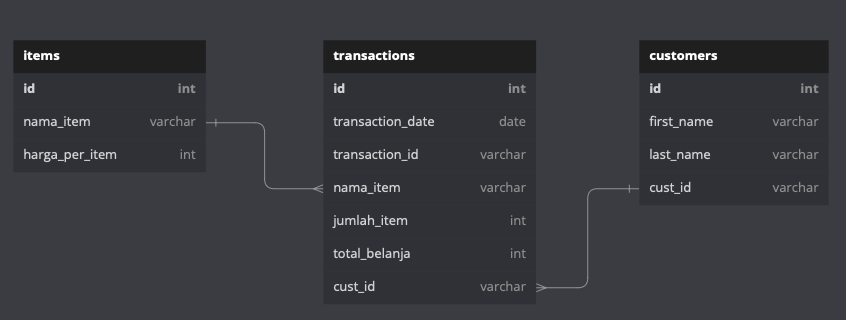 items
id int
nama_item varchar
harga_per_item int
transactions
id int
transaction_date date
transaction_id varchar
nama_item varchar
jumlah_item int
total_belanja int
cust_id varchar
customers
id int
first_name varchar
last_name varchar
cust_id varchar